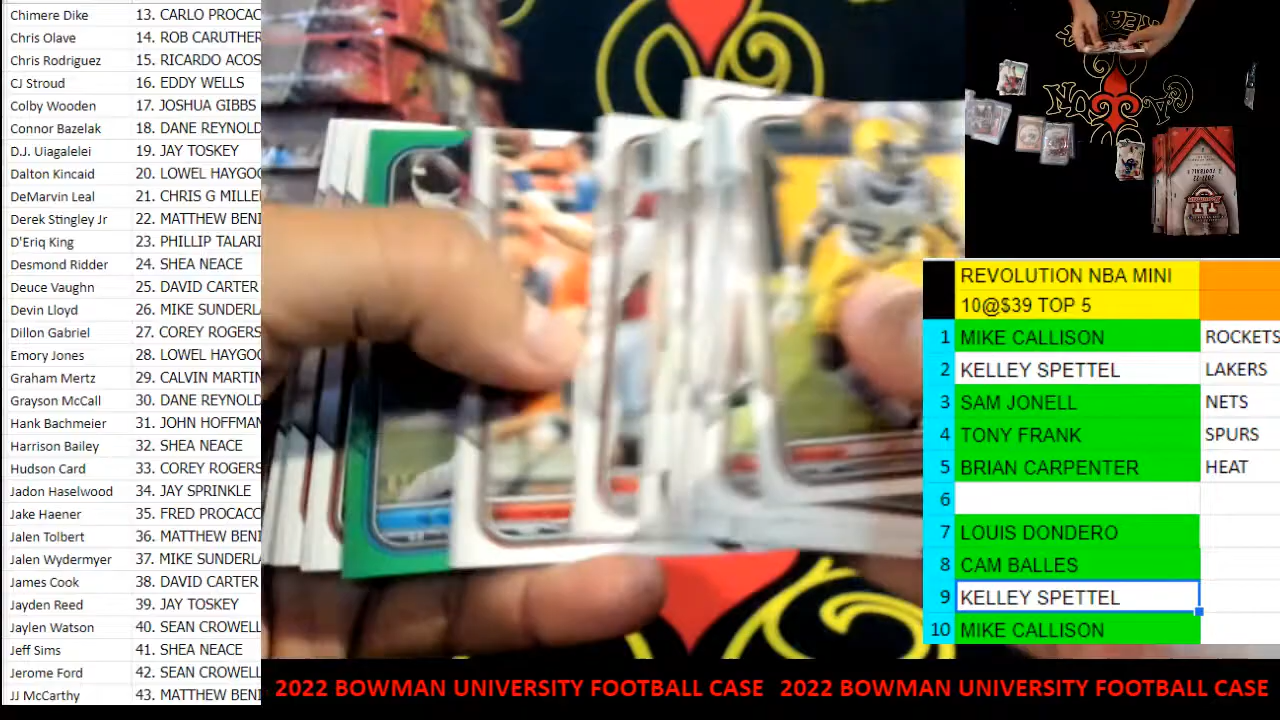 Chimere Dike 13. CARLO PROCAC
Chris Olave 14. ROB CARUTHER
Chris Rodriguez 15. RICARDO ACOS
CJ Stroud 16. EDDY WELLS
Colby Wooden 17. JOSHUA GIBBS
Connor Bazelak 18. DANE REYNOLD
D.J. Uiagalelei 19. JAY TOSKEY
Dalton Kincaid 20. LOWEL HAYGOO
DeMarvin Leal 21. CHRIS G MILLE
Derek Stingley Jr 22. MATTHEW BENI
D'Eriq King 23. PHILLIP TALARI
Desmond Ridder 24. SHEA NEACE
Deuce Vaughn 25. DAVID CARTER
Devin Lloyd 26. MIKE SUNDERL
Dillon Gabriel 27. COREY ROGERS
Emory Jones 28. LOWEL HAYGOO
Graham Mertz 29. CALVIN MARTIN
Grayson McCall 30. DANE REYNOLD
Hank Bachmeier 31. JOHN HOFFMAN
Harrison Bailey 32. SHEA NEACE
Hudson Card 33. COREY ROGERS
Jadon Haselwood 34. JAY SPRINKLE
Jake Haener 35. FRED PROCACC
Jalen Tolbert 36. MATTHEW BENI
Jalen Wydermyer 37. MIKE SUNDERLA
James Cook 38. DAVID CARTER
Jayden Reed 39. JAY TOSKEY
Jaylen Watson 40. SEAN CROWELL
Jeff Sims 41. SHEA NEACE
Jerome Ford 42. SEAN CROWELL
JJ McCarthy 43. MATTHEW BENI
24
REVOLUTION NBA MINI
10@$39 TOP 5
1 MIKE CALLISON ROCKETS
2 KELLEY SPETTEL LAKERS
3 SAM JONELL NETS
4 TONY FRANK SPURS
5 BRIAN CARPENTER HEAT
6
7 LOUIS DONDERO
8 CAM BALLES
9 KELLEY SPETTEL
10 MIKE CALLISON
2022 BOWMAN UNIVERSITY FOOTBALL CASE 2022 BOWMAN UNIVERSITY FOOTBALL CASE